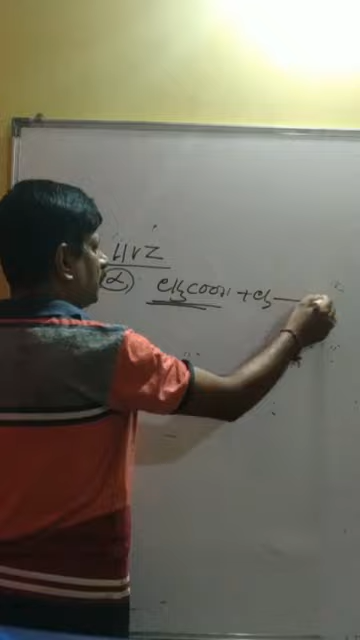 HVZ
(α) CH₃COOH + Cl₂ —